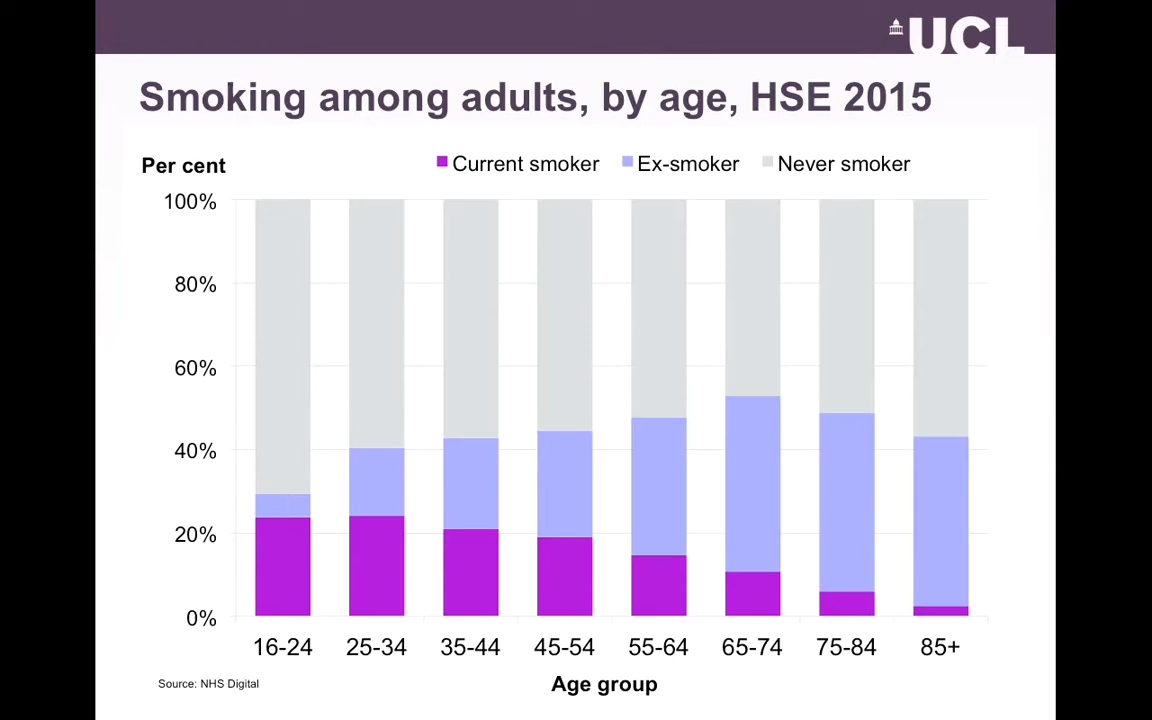 UCL
Smoking among adults, by age, HSE 2015
Per cent
Current smoker Ex-smoker Never smoker
100%
80%
60%
40%
20%
0%
16-24 25-34 35-44 45-54 55-64 65-74 75-84 85+
Source: NHS Digital
Age group